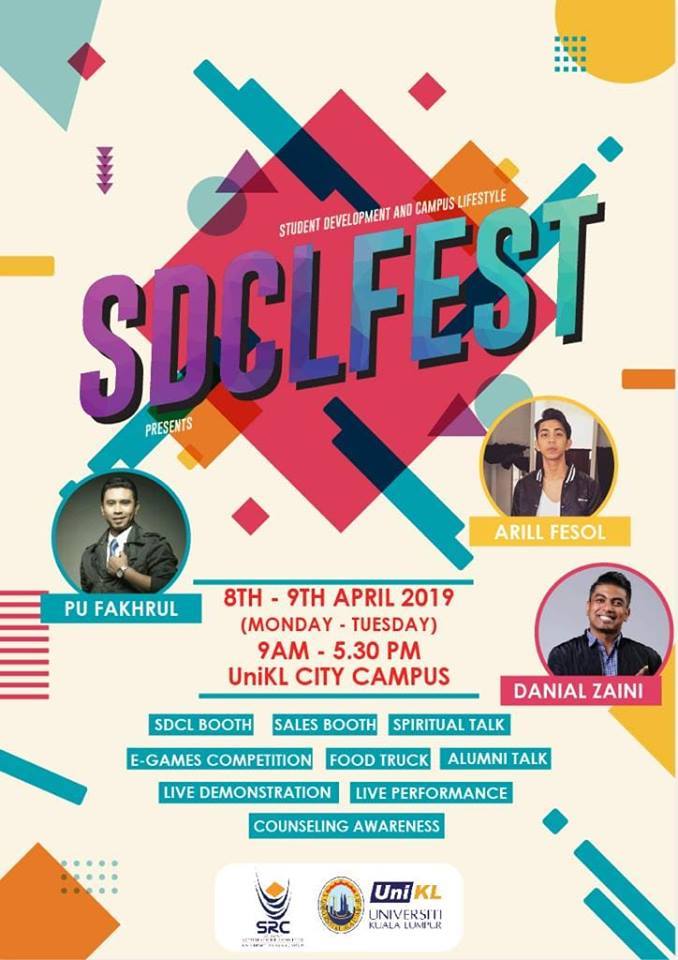 STUDENT DEVELOPMENT AND CAMPUS LIFESTYLE
SDCLFEST
PRESENTS
ARILL FESOL
PU FAKHRUL
DANIAL ZAINI
8TH - 9TH APRIL 2019
(MONDAY - TUESDAY)
9AM - 5.30 PM
UniKL CITY CAMPUS
SDCL BOOTH SALES BOOTH SPIRITUAL TALK
E-GAMES COMPETITION FOOD TRUCK ALUMNI TALK
LIVE DEMONSTRATION LIVE PERFORMANCE
COUNSELING AWARENESS
SRC
UniKL
UNIVERSITI
KUALA LUMPUR